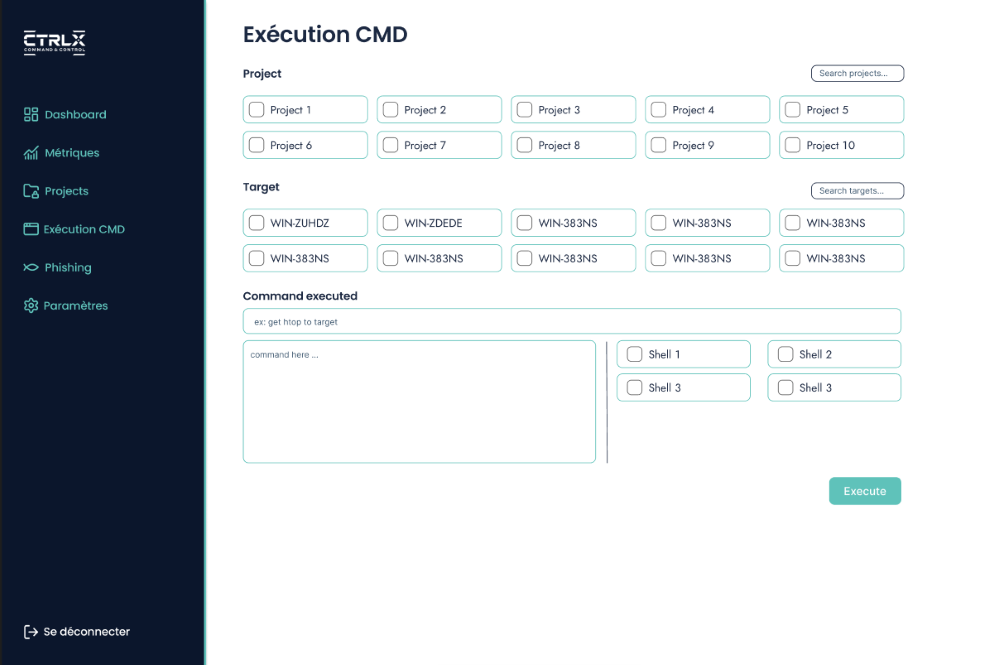 CTRLX
COMMAND & CONTROL
Dashboard
Métriques
Projects
Exécution CMD
Phishing
Paramètres
Se déconnecter
Exécution CMD
Project
Search projects...
Project 1 Project 2 Project 3 Project 4 Project 5
Project 6 Project 7 Project 8 Project 9 Project 10
Target
Search targets...
WIN-ZUHDZ WIN-ZDEDE WIN-383NS WIN-383NS WIN-383NS
WIN-383NS WIN-383NS WIN-383NS WIN-383NS WIN-383NS
Command executed
ex: get htop to target
command here ...
Shell 1 Shell 2
Shell 3 Shell 3
Execute